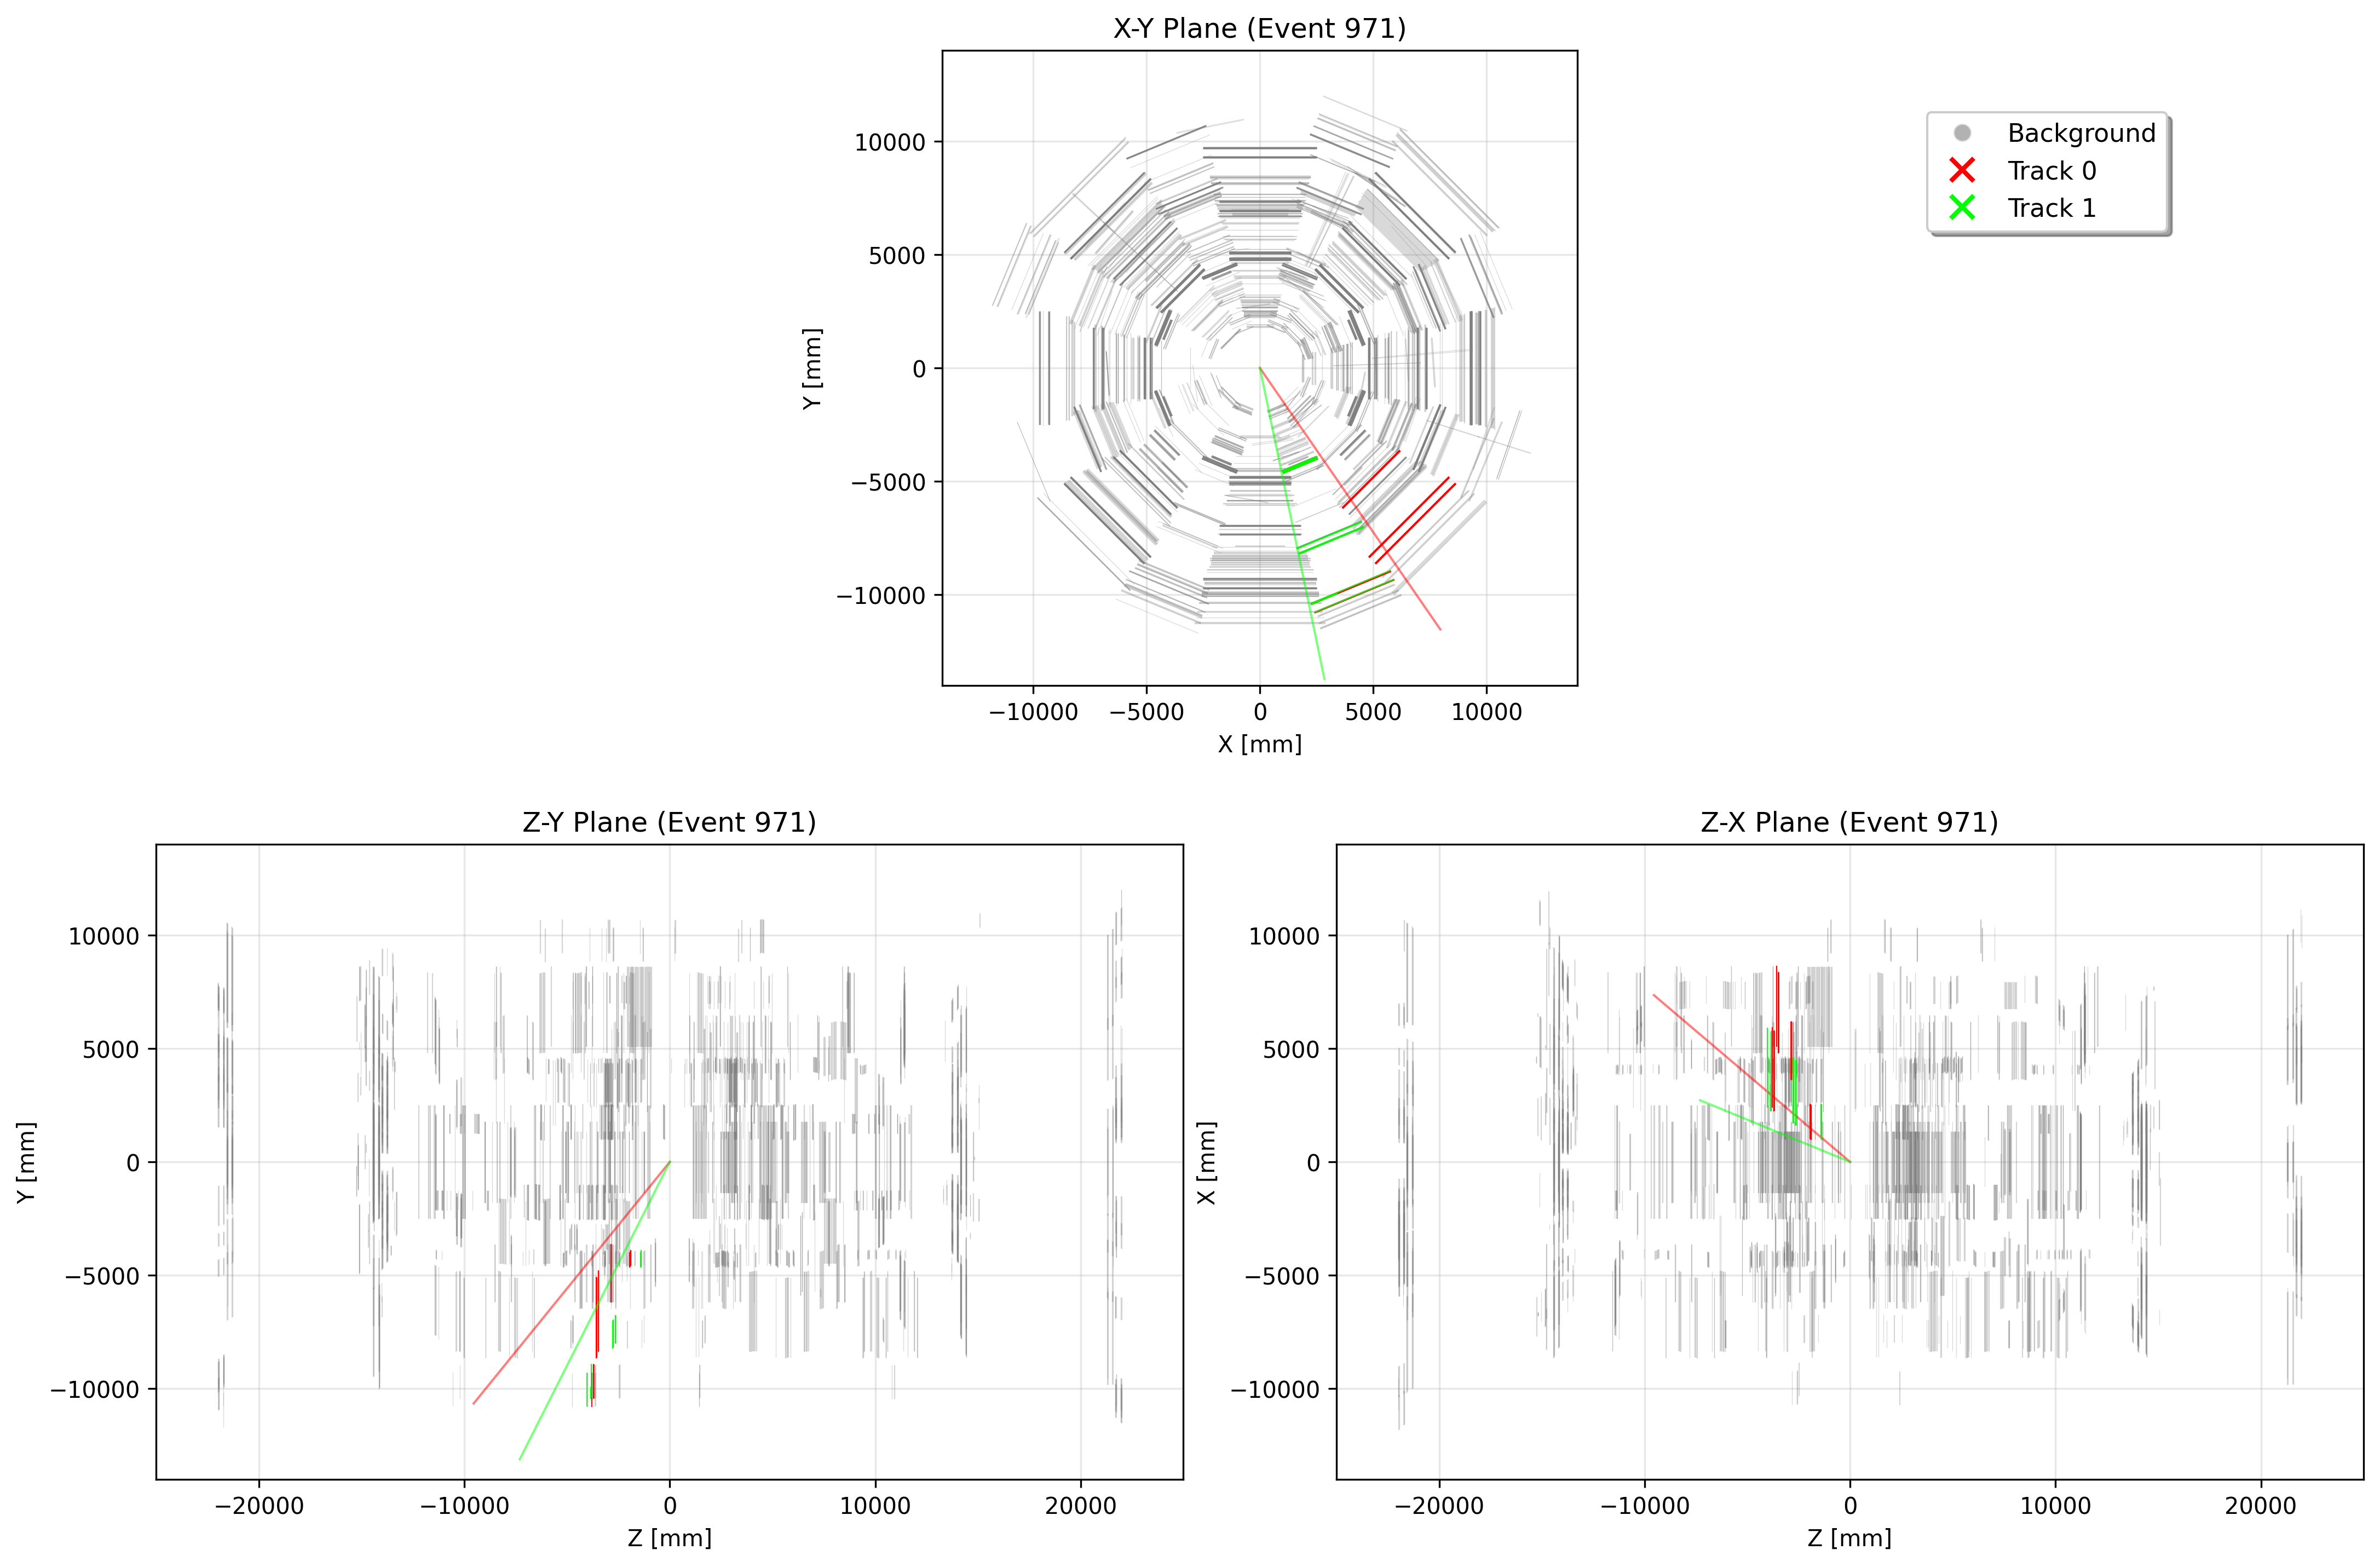 X-Y Plane (Event 971)
Y [mm]
10000
5000
0
−5000
−10000
−10000 −5000 0 5000 10000
X [mm]
Background
Track 0
Track 1
Z-Y Plane (Event 971)
Y [mm]
10000
5000
0
−5000
−10000
−20000 −10000 0 10000 20000
Z [mm]
Z-X Plane (Event 971)
X [mm]
10000
5000
0
−5000
−10000
−20000 −10000 0 10000 20000
Z [mm]